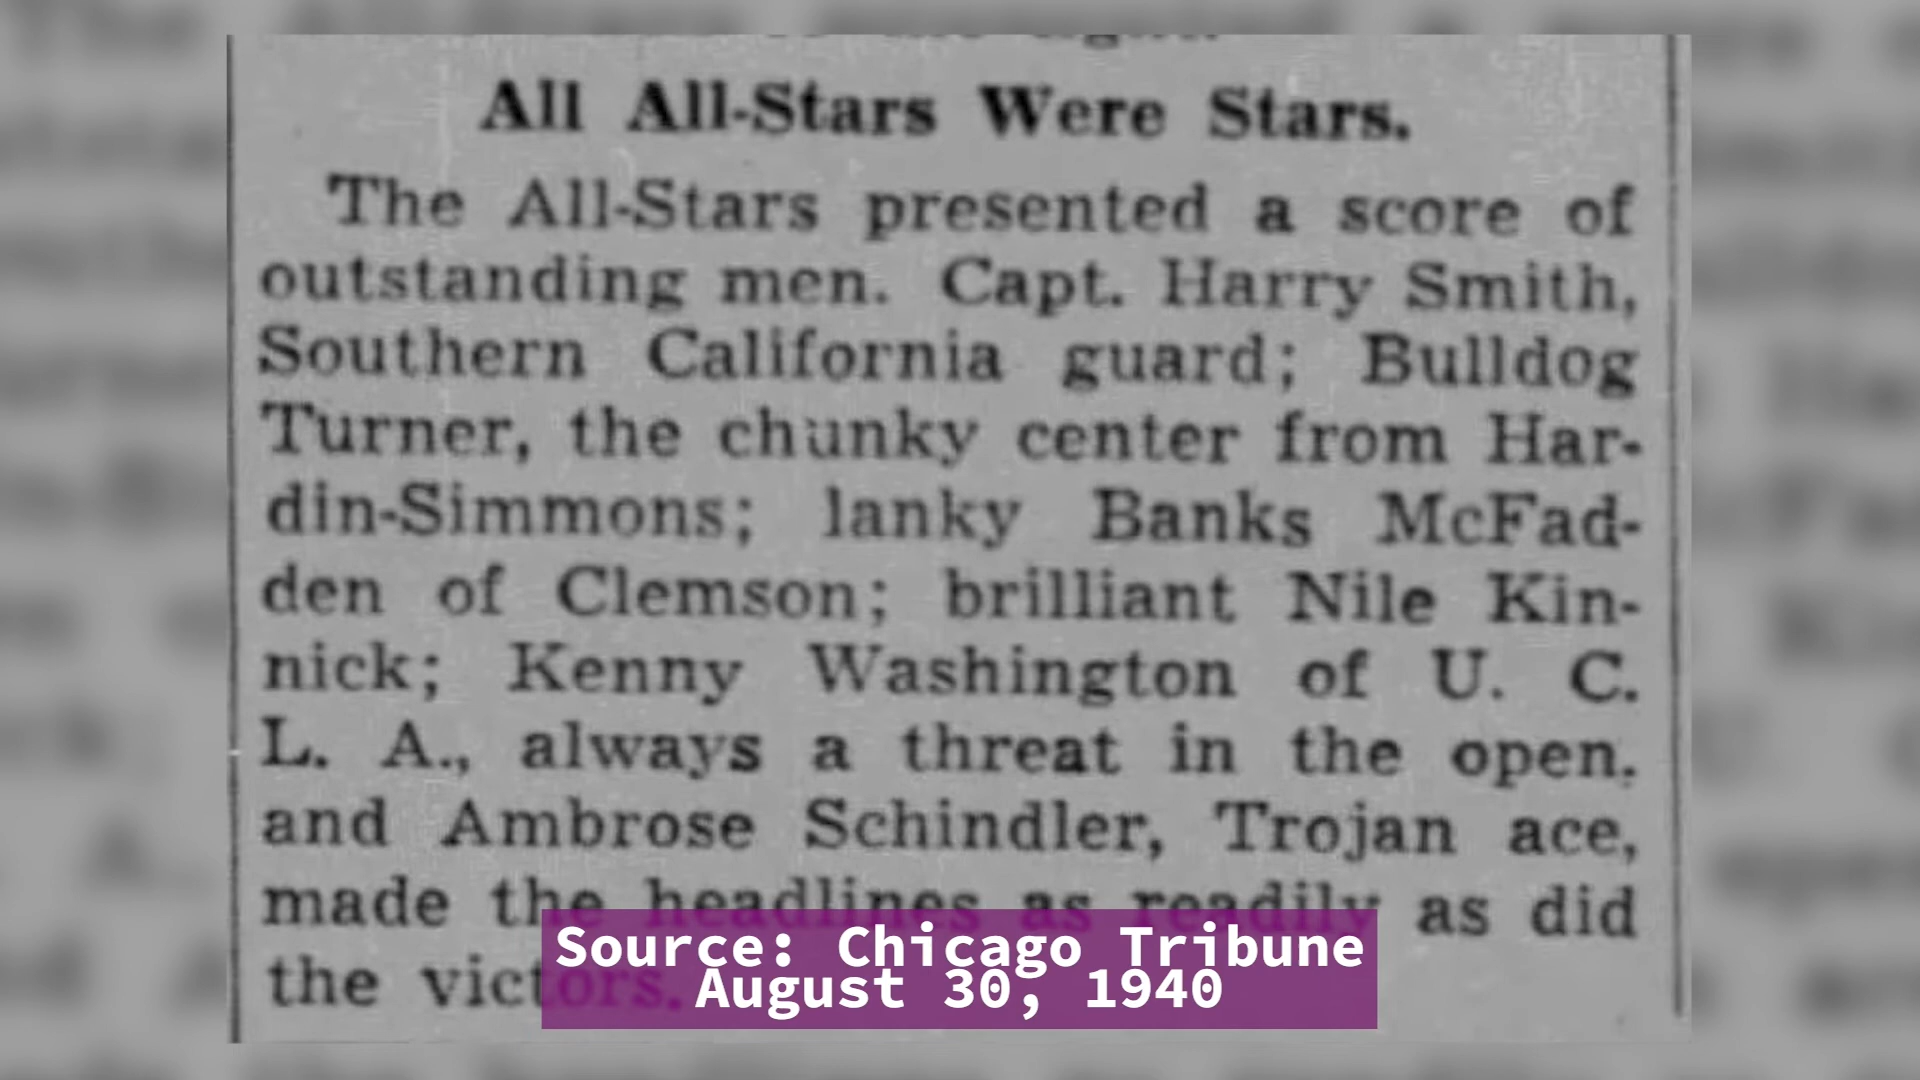 All All-Stars Were Stars.
The All-Stars presented a score of
outstanding men. Capt. Harry Smith,
Southern California guard; Bulldog
Turner, the chunky center from Har-
din-Simmons; lanky Banks McFad-
den of Clemson; brilliant Nile Kin-
nick; Kenny Washington of U. C.
L. A., always a threat in the open,
and Ambrose Schindler, Trojan ace,
made the headlines as readily as did
the victors.
Source: Chicago Tribune
August 30, 1940